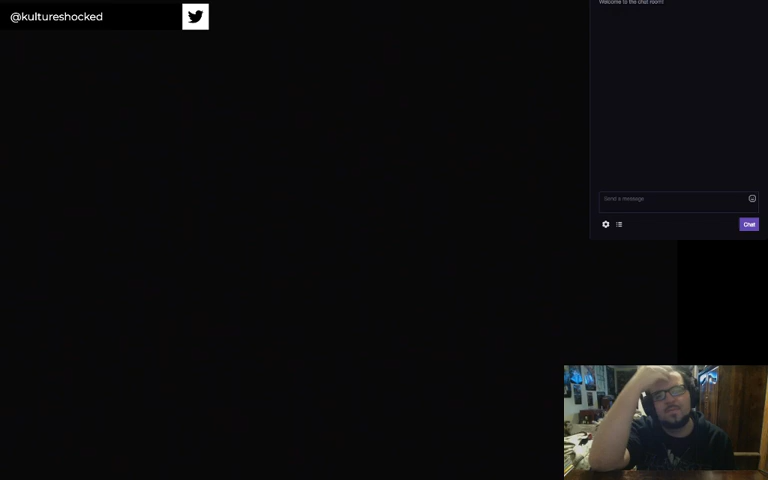 @kultureshocked
Welcome to the chat room!
Send a message
Chat